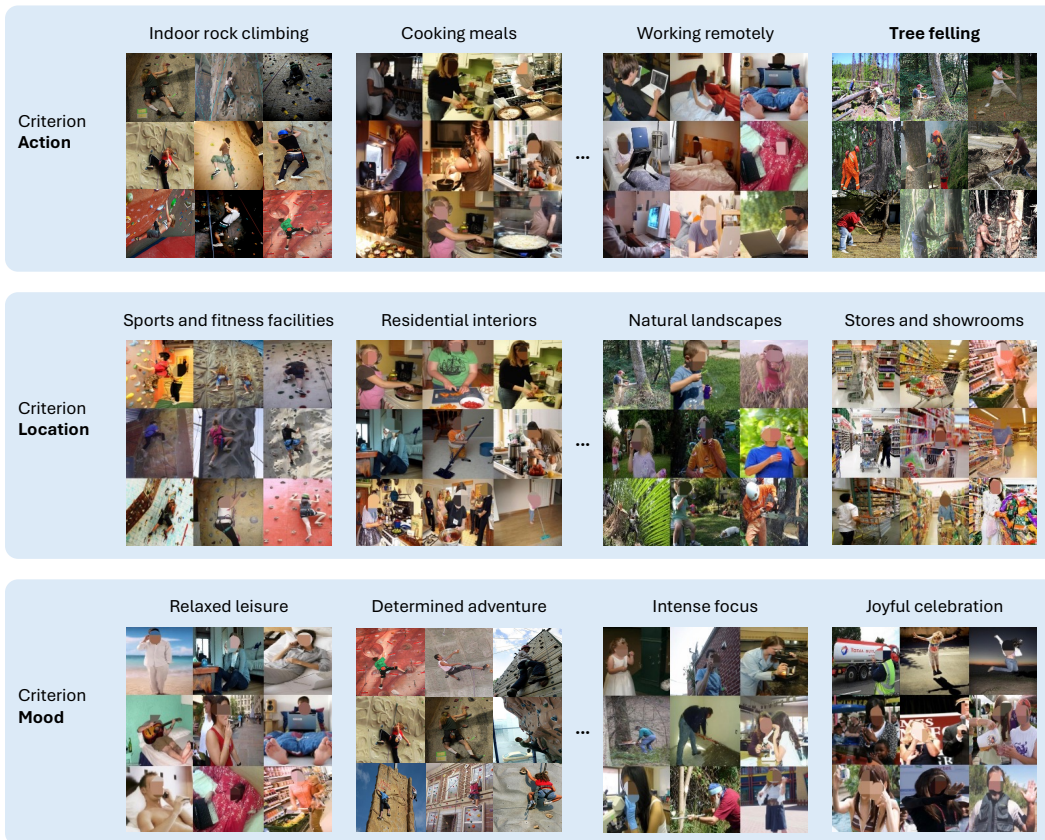 Indoor rock climbing
Cooking meals
Working remotely
Tree felling
Criterion
Action
...
Sports and fitness facilities
Residential interiors
Natural landscapes
Stores and showrooms
Criterion
Location
...
Relaxed leisure
Determined adventure
Intense focus
Joyful celebration
Criterion
Mood
...